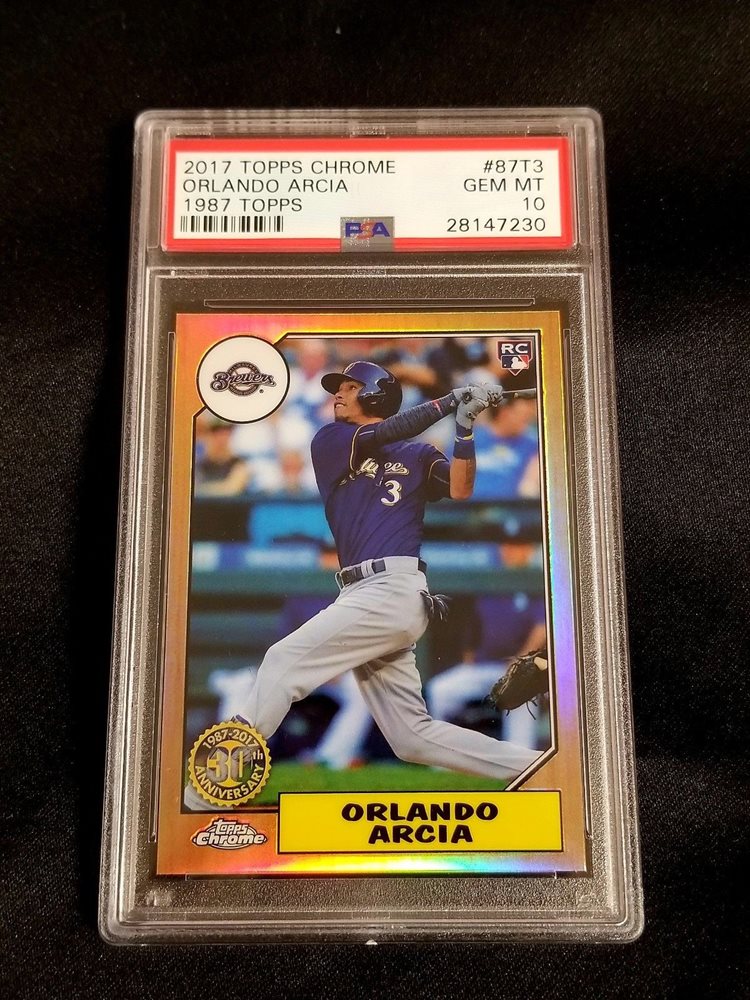 2017 TOPPS CHROME #87T3
ORLANDO ARCIA GEM MT
1987 TOPPS 10
PSA 28147230
Brewers
RC
3
1987-2017
30th
ANNIVERSARY
Topps
Chrome
ORLANDO
ARCIA